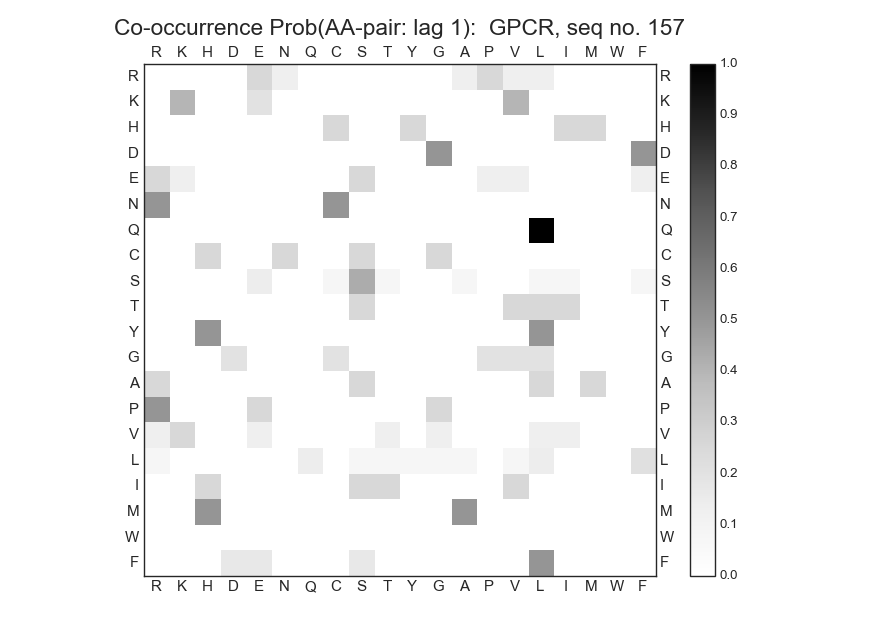 Co-occurrence Prob(AA-pair: lag 1):  GPCR, seq no. 157
R K H D E N Q C S T Y G A P V L I M W F
R R 1.0
K K 0.9
H H 0.8
D D 0.7
E E 0.6
N N 0.5
Q Q 0.4
C C 0.3
S S 0.2
T T 0.1
Y Y 0.0
G G
A A
P P
V V
L L
I I
M M
W W
F F
R K H D E N Q C S T Y G A P V L I M W F